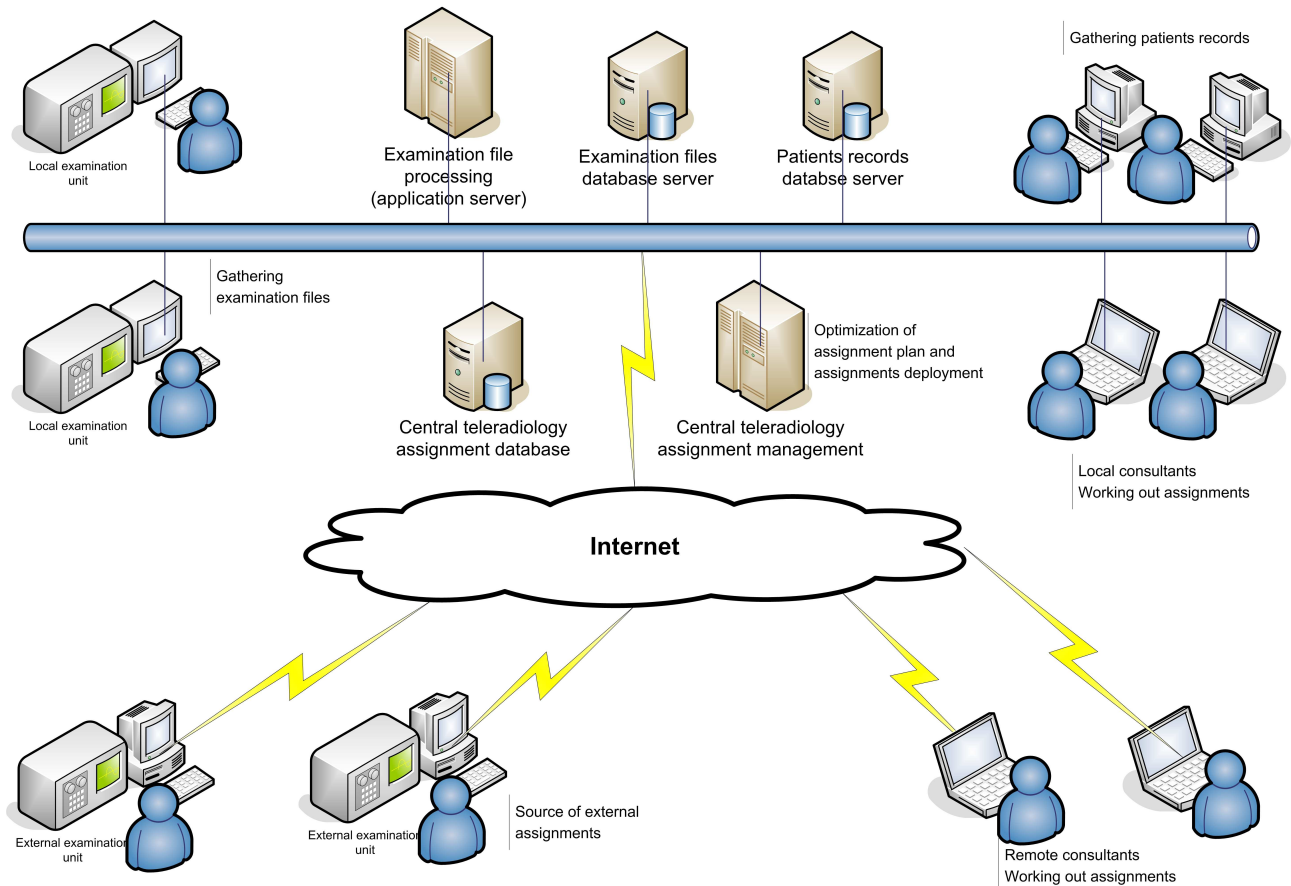 Gathering patients records
Local examination
unit
Examination file
processing
(application server)
Examination files
database server
Patients records
databse server
Gathering
examination files
Local examination
unit
Central teleradiology
assignment database
Optimization of
assignment plan and
assignments deployment
Central teleradiology
assignment management
Local consultants
Working out assignments
Internet
External examination
unit
External examination
unit
Source of external
assignments
Remote consultants
Working out assignments